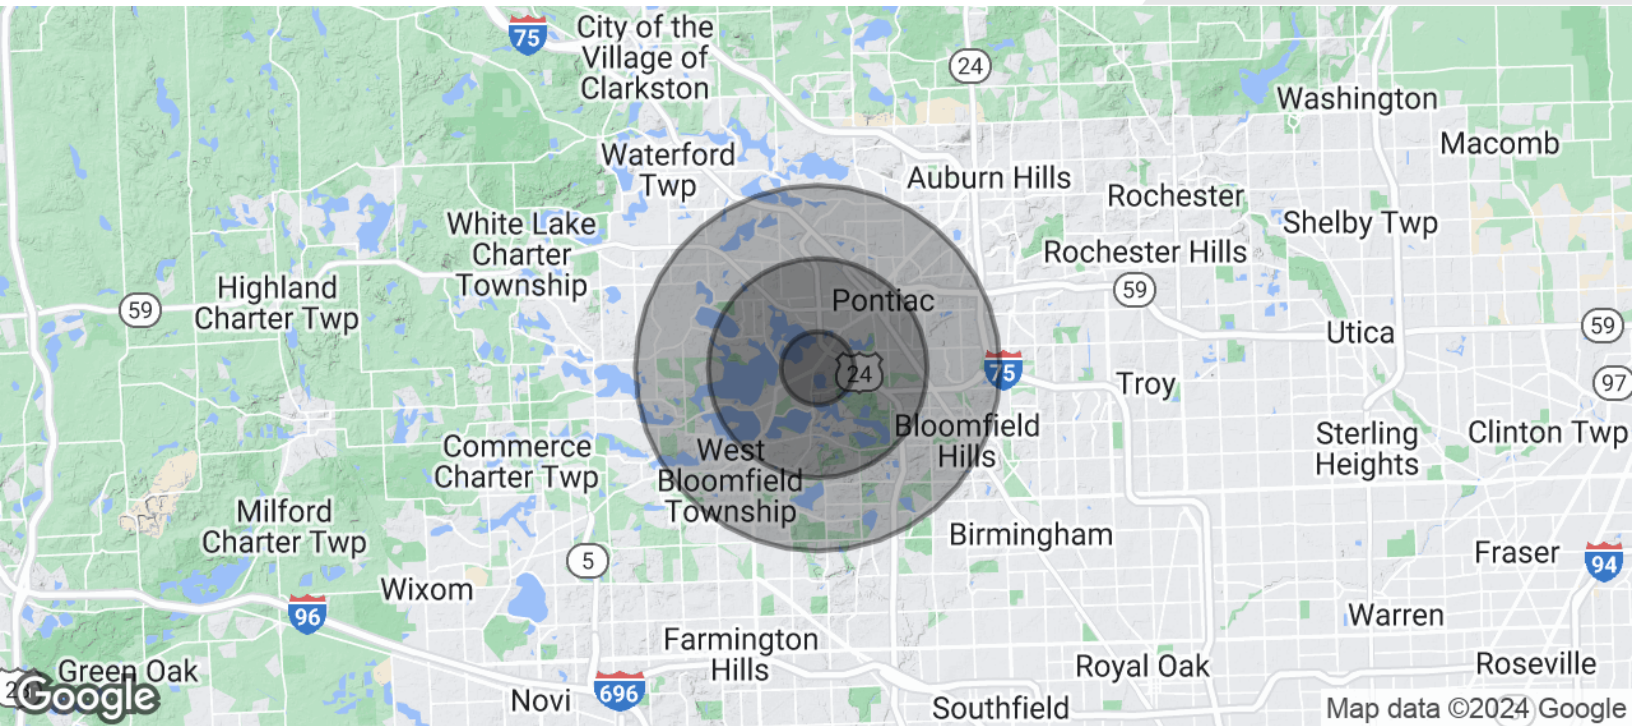 75
City of the
Village of
Clarkston
24
Washington
Macomb
Waterford
Twp
Auburn Hills
Rochester
Shelby Twp
White Lake
Charter
Township
Rochester Hills
Highland
Charter Twp
59
Pontiac
59
Utica
59
24
75
Troy
97
Bloomfield
Hills
Sterling
Heights
Clinton Twp
Commerce
Charter Twp
West
Bloomfield
Township
Milford
Charter Twp
5
Birmingham
Fraser
94
Wixom
96
Warren
Farmington
Hills
Green Oak
Royal Oak
Roseville
Google
Novi
696
Southfield
Map data ©2024 Google